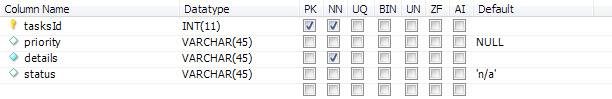 Column Name Datatype PK NN UQ BIN UN ZF AI Default
tasksId INT(11)
priority VARCHAR(45) NULL
details VARCHAR(45)
status VARCHAR(45) 'n/a'